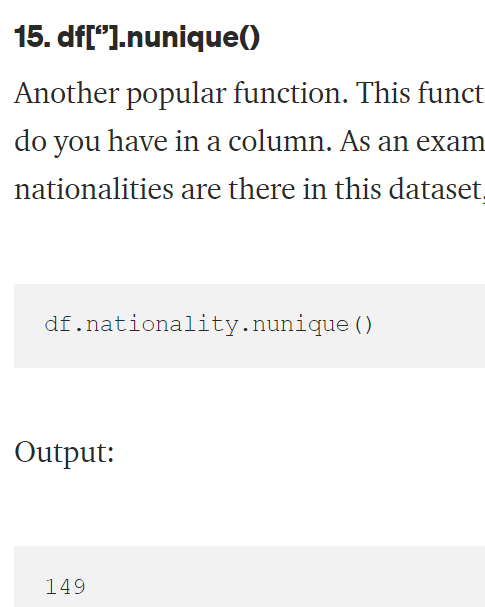 15. df[‘’].nunique()
Another popular function. This funct
do you have in a column. As an exam
nationalities are there in this dataset,
df.nationality.nunique()
Output:
149